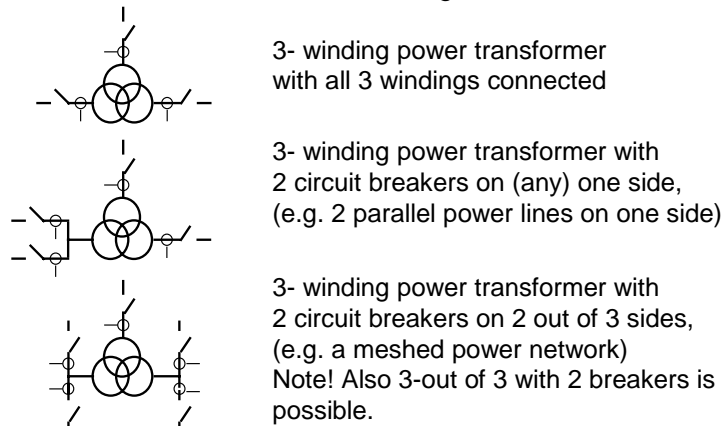 3- winding power transformer
with all 3 windings connected
3- winding power transformer with
2 circuit breakers on (any) one side,
(e.g. 2 parallel power lines on one side)
3- winding power transformer with
2 circuit breakers on 2 out of 3 sides,
(e.g. a meshed power network)
Note! Also 3-out of 3 with 2 breakers is
possible.